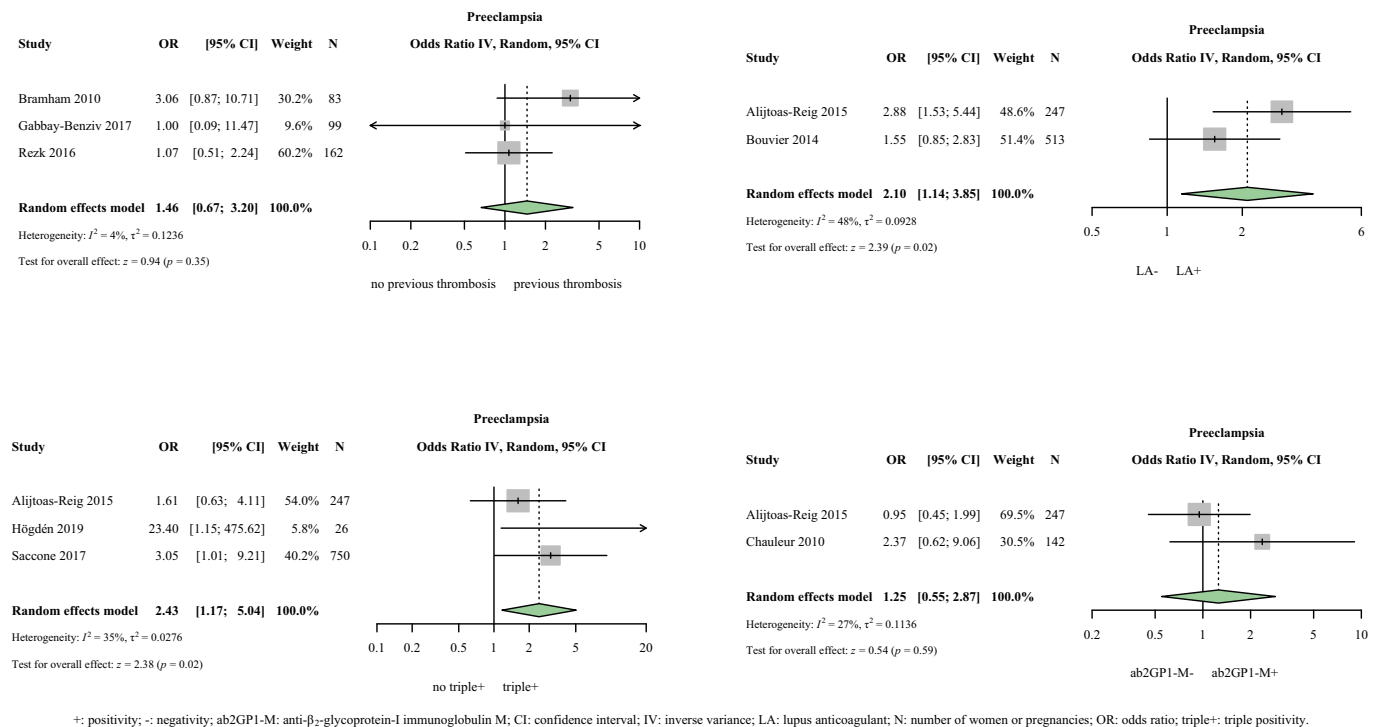 Preeclampsia
Study OR [95% CI] Weight N Odds Ratio IV, Random, 95% CI
Bramham 2010 3.06 [0.87; 10.71] 30.2% 83
Gabbay-Benziv 2017 1.00 [0.09; 11.47] 9.6% 99
Rezk 2016 1.07 [0.51; 2.24] 60.2% 162
Random effects model 1.46 [0.67; 3.20] 100.0%
Heterogeneity: I² = 4%, τ² = 0.1236
Test for overall effect: z = 0.94 (p = 0.35)
0.1 0.2 0.5 1 2 5 10
no previous thrombosis previous thrombosis
Preeclampsia
Study OR [95% CI] Weight N Odds Ratio IV, Random, 95% CI
Alijtoas-Reig 2015 2.88 [1.53; 5.44] 48.6% 247
Bouvier 2014 1.55 [0.85; 2.83] 51.4% 513
Random effects model 2.10 [1.14; 3.85] 100.0%
Heterogeneity: I² = 48%, τ² = 0.0928
Test for overall effect: z = 2.39 (p = 0.02)
0.5 1 2 6
LA- LA+
Preeclampsia
Study OR [95% CI] Weight N Odds Ratio IV, Random, 95% CI
Alijtoas-Reig 2015 1.61 [0.63; 4.11] 54.0% 247
Högdén 2019 23.40 [1.15; 475.62] 5.8% 26
Saccone 2017 3.05 [1.01; 9.21] 40.2% 750
Random effects model 2.43 [1.17; 5.04] 100.0%
Heterogeneity: I² = 35%, τ² = 0.0276
Test for overall effect: z = 2.38 (p = 0.02)
0.1 0.5 1 2 5 20
no triple+ triple+
Preeclampsia
Study OR [95% CI] Weight N Odds Ratio IV, Random, 95% CI
Alijtoas-Reig 2015 0.95 [0.45; 1.99] 69.5% 247
Chauleur 2010 2.37 [0.62; 9.06] 30.5% 142
Random effects model 1.25 [0.55; 2.87] 100.0%
Heterogeneity: I² = 27%, τ² = 0.1136
Test for overall effect: z = 0.54 (p = 0.59)
0.2 0.5 1 2 5 10
ab2GP1-M- ab2GP1-M+
+: positivity; -: negativity; ab2GP1-M: anti-β₂-glycoprotein-I immunoglobulin M; CI: confidence interval; IV: inverse variance; LA: lupus anticoagulant; N: number of women or pregnancies; OR: odds ratio; triple+: triple positivity.